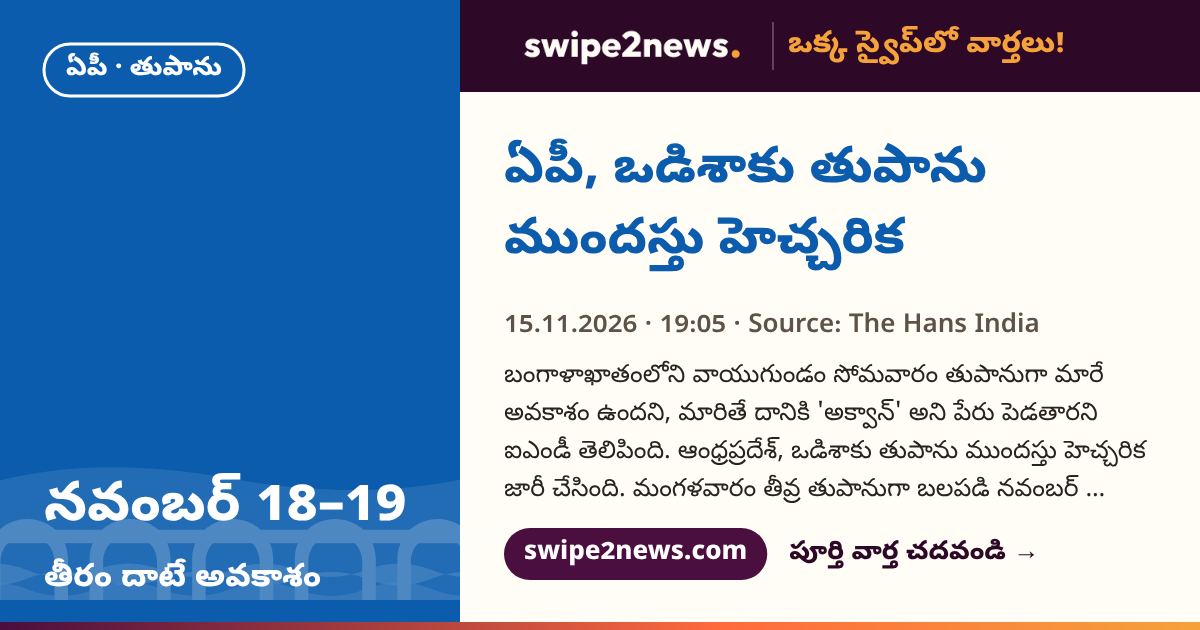 ఏపీ · తుపాను
నవంబర్ 18–19
తీరం దాటే అవకాశం
swipe2news.
ఒక్క స్వైప్‌లో వార్తలు!
ఏపీ, ఒడిశాకు తుపాను
ముందస్తు హెచ్చరిక
15.11.2026 · 19:05 · Source: The Hans India
బంగాళాఖాతంలోని వాయుగుండం సోమవారం తుపానుగా మారే
అవకాశం ఉందని, మారితే దానికి 'అక్వాన్' అని పేరు పెడతారని
ఐఎండీ తెలిపింది. ఆంధ్రప్రదేశ్, ఒడిశాకు తుపాను ముందస్తు హెచ్చరిక
జారీ చేసింది. మంగళవారం తీవ్ర తుపానుగా బలపడి నవంబర్ ...
swipe2news.com
పూర్తి వార్త చదవండి →